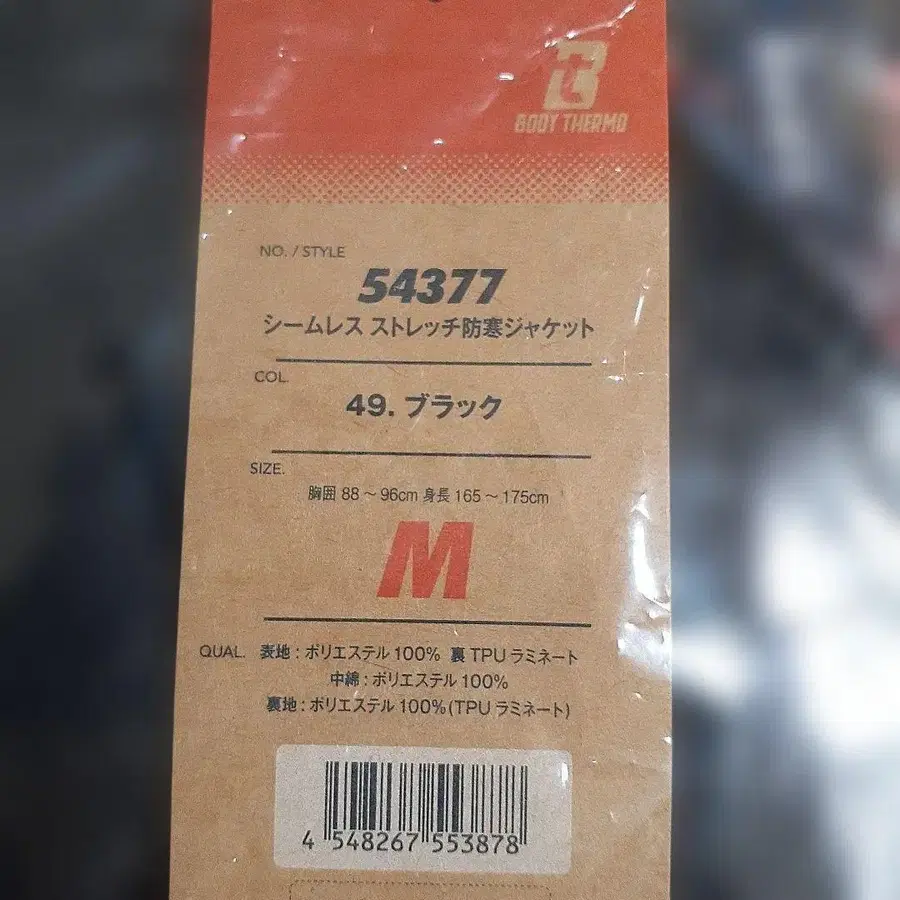 BODY THERMO
NO. / STYLE
54377
シームレス ストレッチ防寒ジャケット
COL.
49. ブラック
SIZE.
胸囲 88 ～ 96cm 身長 165 ～ 175cm
M
QUAL. 表地 : ポリエステル 100% 裏 TPU ラミネート
中綿 : ポリエステル 100%
裏地 : ポリエステル 100% (TPU ラミネート)
4 548267 553878